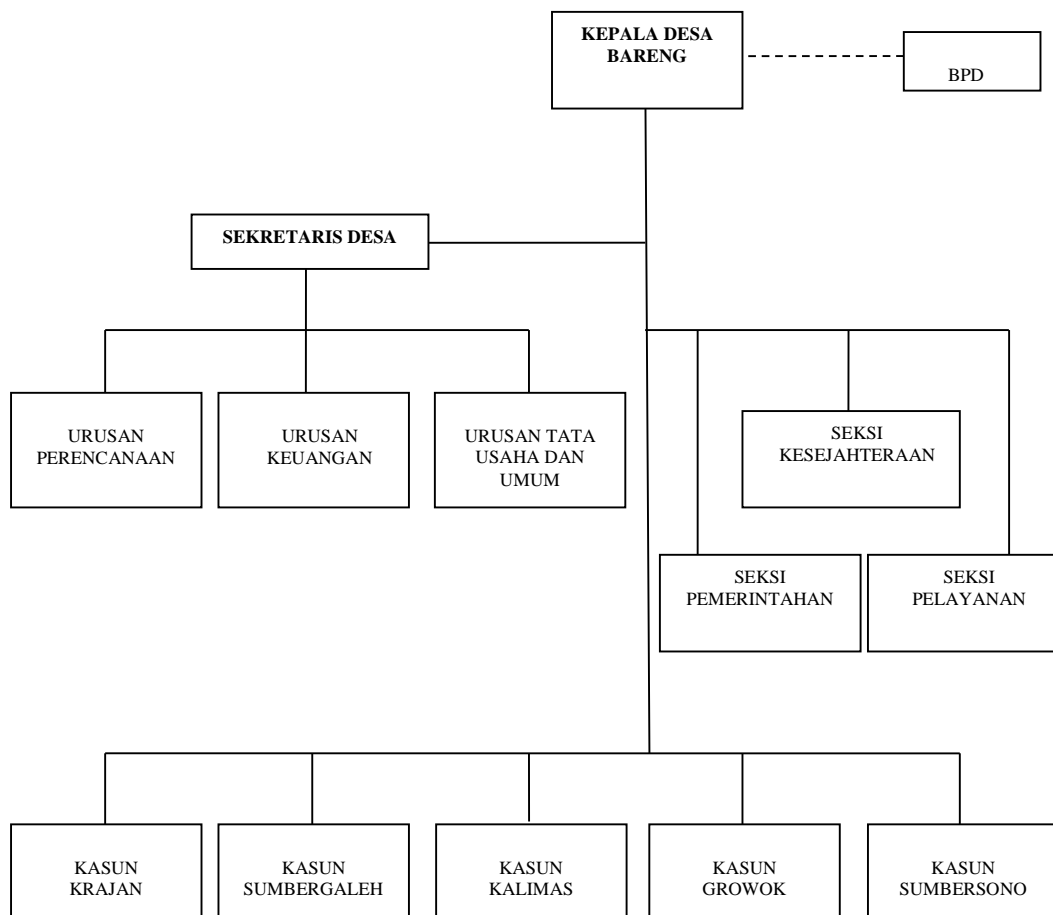 KEPALA DESA
BARENG
BPD
SEKRETARIS DESA
URUSAN
PERENCANAAN
URUSAN
KEUANGAN
URUSAN TATA
USAHA DAN
UMUM
SEKSI
KESEJAHTERAAN
SEKSI
PEMERINTAHAN
SEKSI
PELAYANAN
KASUN
KRAJAN
KASUN
SUMBERGALEH
KASUN
KALIMAS
KASUN
GROWOK
KASUN
SUMBERSONO